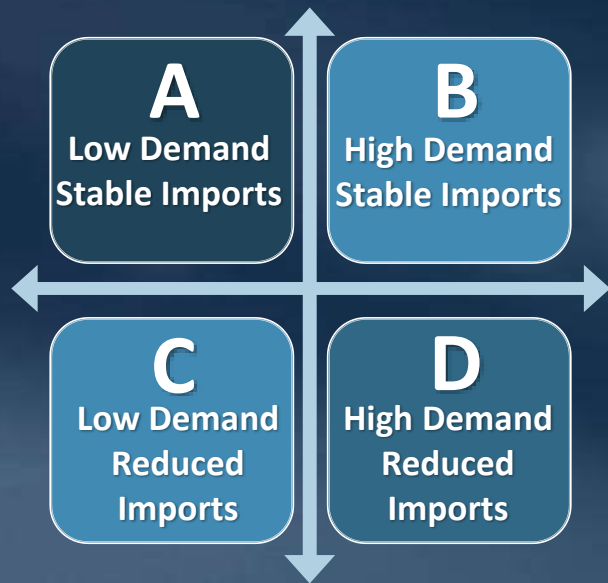 A
Low Demand
Stable Imports
B
High Demand
Stable Imports
C
Low Demand
Reduced
Imports
D
High Demand
Reduced
Imports